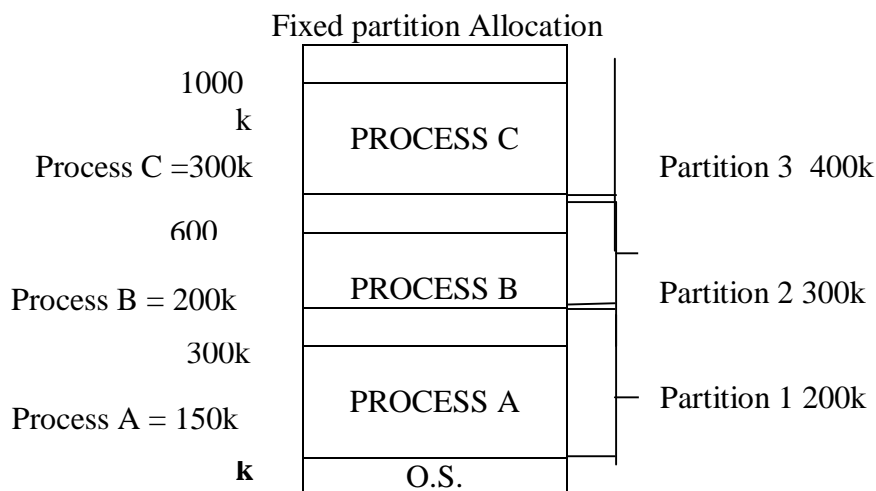 Fixed partition Allocation
1000
k
PROCESS C
Process C =300k
Partition 3 400k
600
PROCESS B
Process B = 200k
Partition 2 300k
300k
PROCESS A
Partition 1 200k
Process A = 150k
k
O.S.